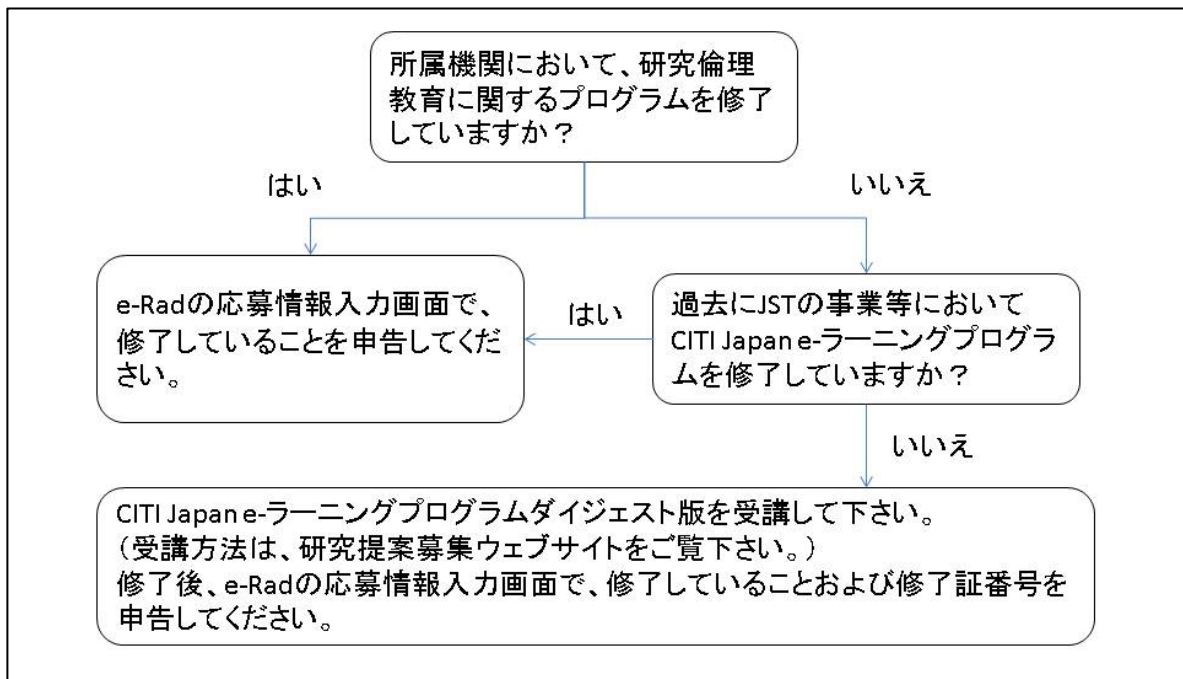 所属機関において、研究倫理
教育に関するプログラムを修了
していますか？
はい
いいえ
e-Radの応募情報入力画面で、
修了していることを申告してくだ
さい。
はい
過去にJSTの事業等において
CITI Japan e-ラーニングプログラ
ムを修了していますか？
いいえ
CITI Japan e-ラーニングプログラムダイジェスト版を受講して下さい。
（受講方法は、研究提案募集ウェブサイトをご覧下さい。）
修了後、e-Radの応募情報入力画面で、修了していることおよび修了証番号を
申告してください。